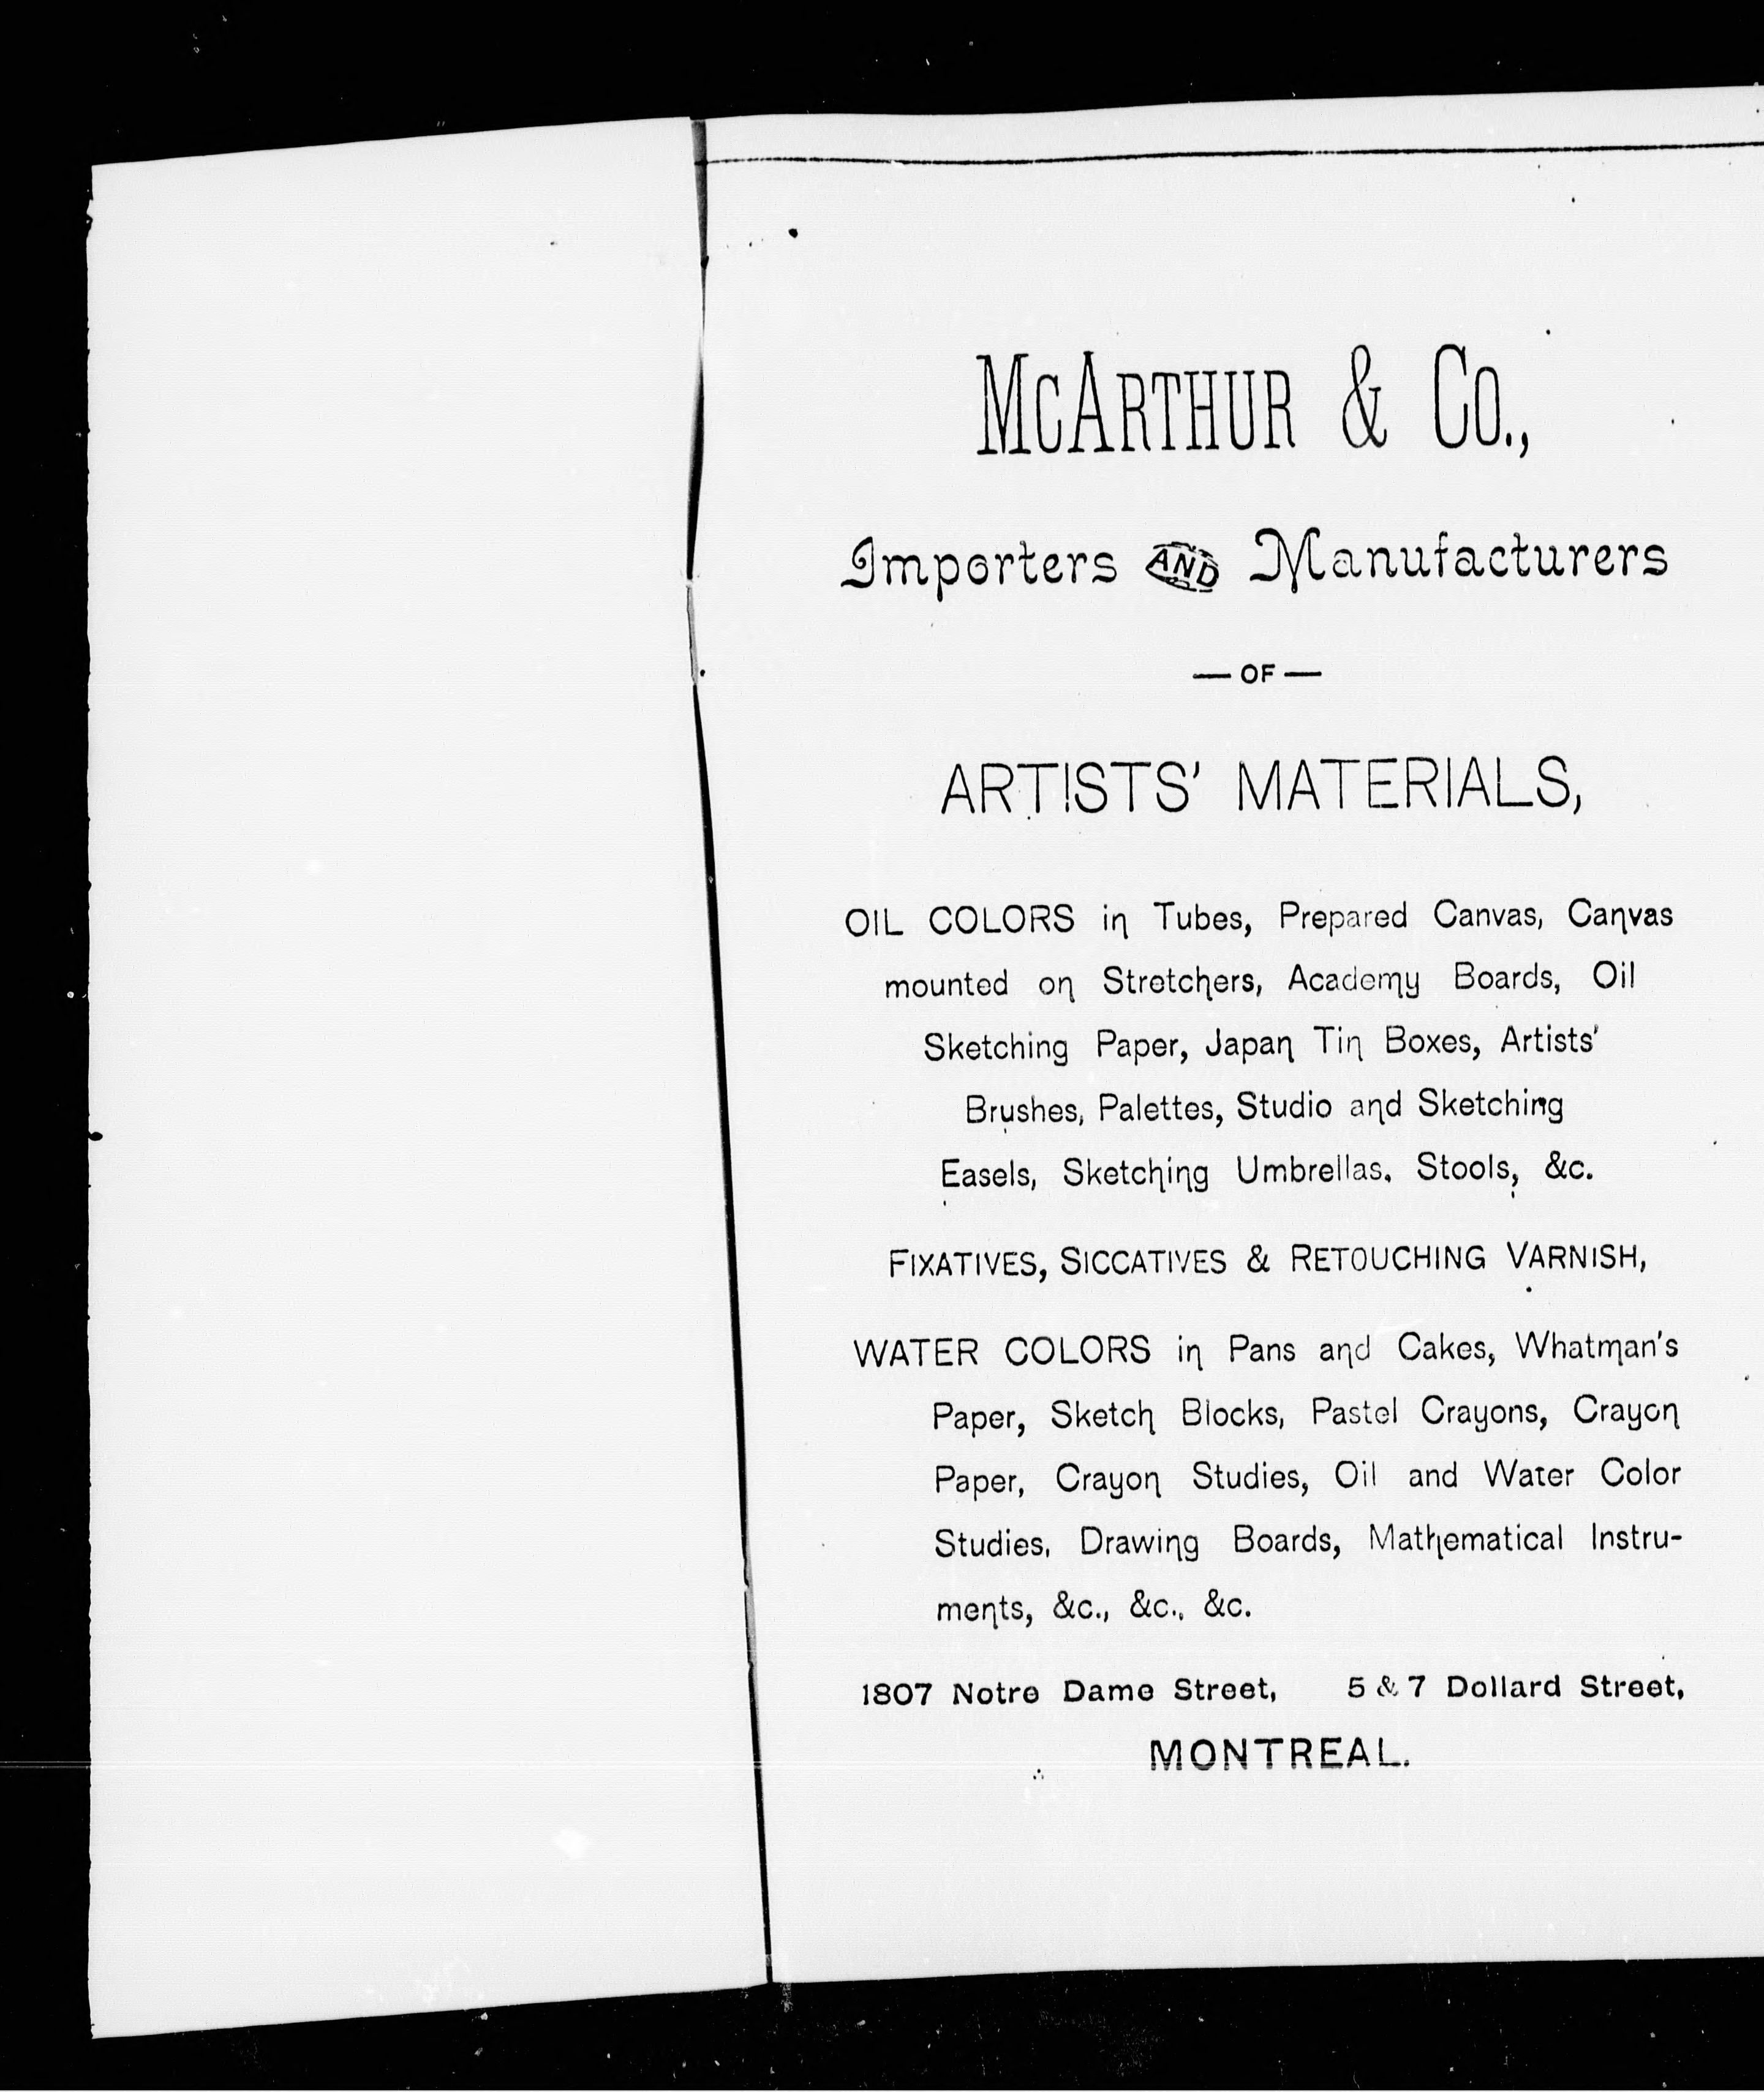 McArthur & Co.,
Importers AND Manufacturers
— OF —
ARTISTS' MATERIALS,
OIL COLORS in Tubes, Prepared Canvas, Canvas
mounted on Stretchers, Academy Boards, Oil
Sketching Paper, Japan Tin Boxes, Artists'
Brushes, Palettes, Studio and Sketching
Easels, Sketching Umbrellas. Stools, &c.
FIXATIVES, SICCATIVES & RETOUCHING VARNISH,
WATER COLORS in Pans and Cakes, Whatman's
Paper, Sketch Blocks, Pastel Crayons, Crayon
Paper, Crayon Studies, Oil and Water Color
Studies, Drawing Boards, Mathematical Instru-
ments, &c., &c., &c.
1807 Notre Dame Street, 5 & 7 Dollard Street,
MONTREAL.